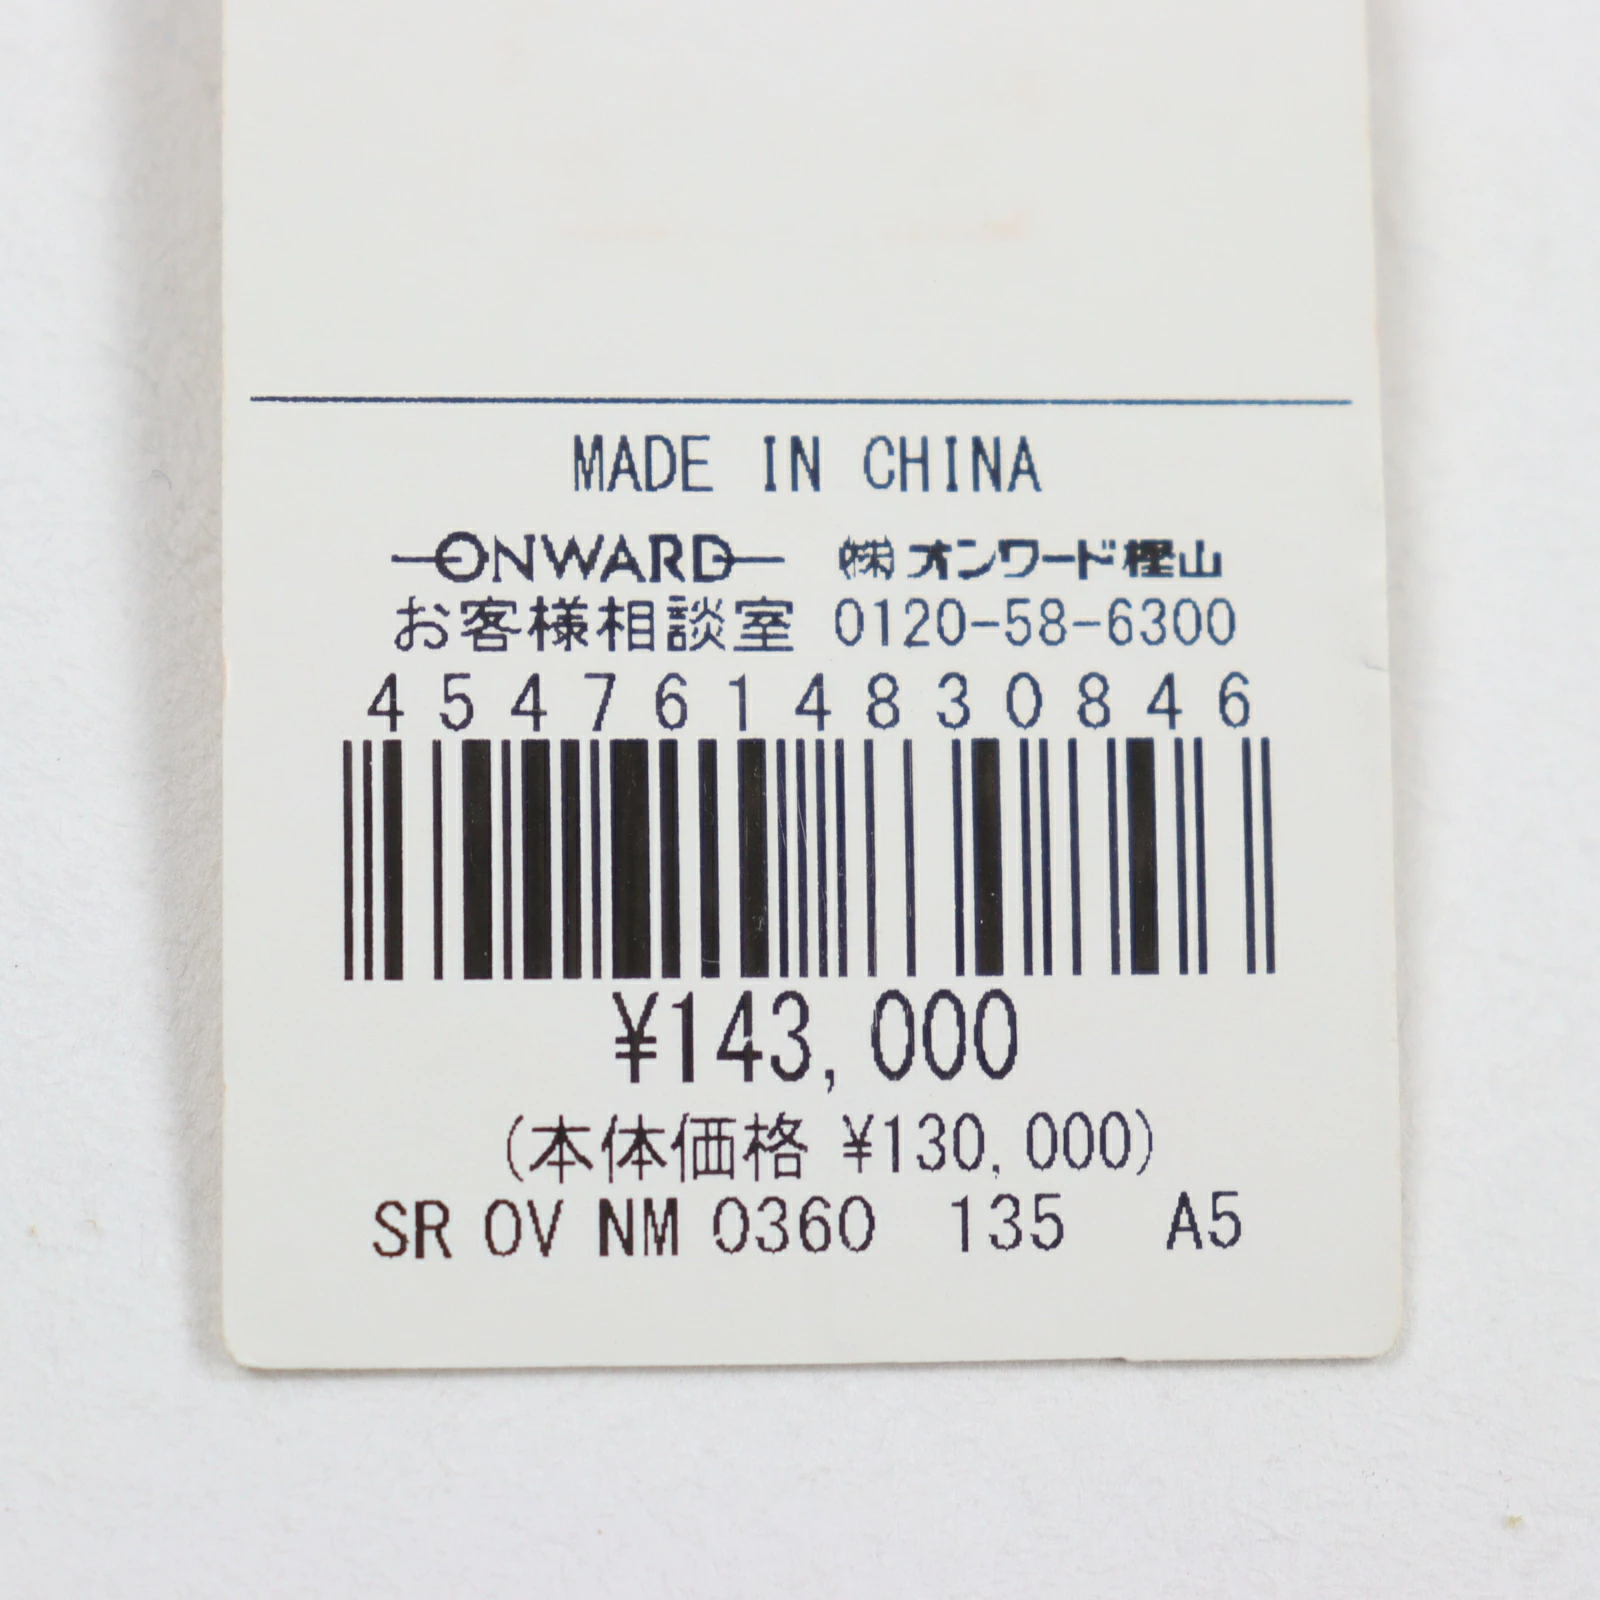 MADE IN CHINA
ONWARD ㈱オンワード樫山
お客様相談室 0120-58-6300
4547614830846
¥143,000
(本体価格 ¥130,000)
SR OV NM 0360 135 A5